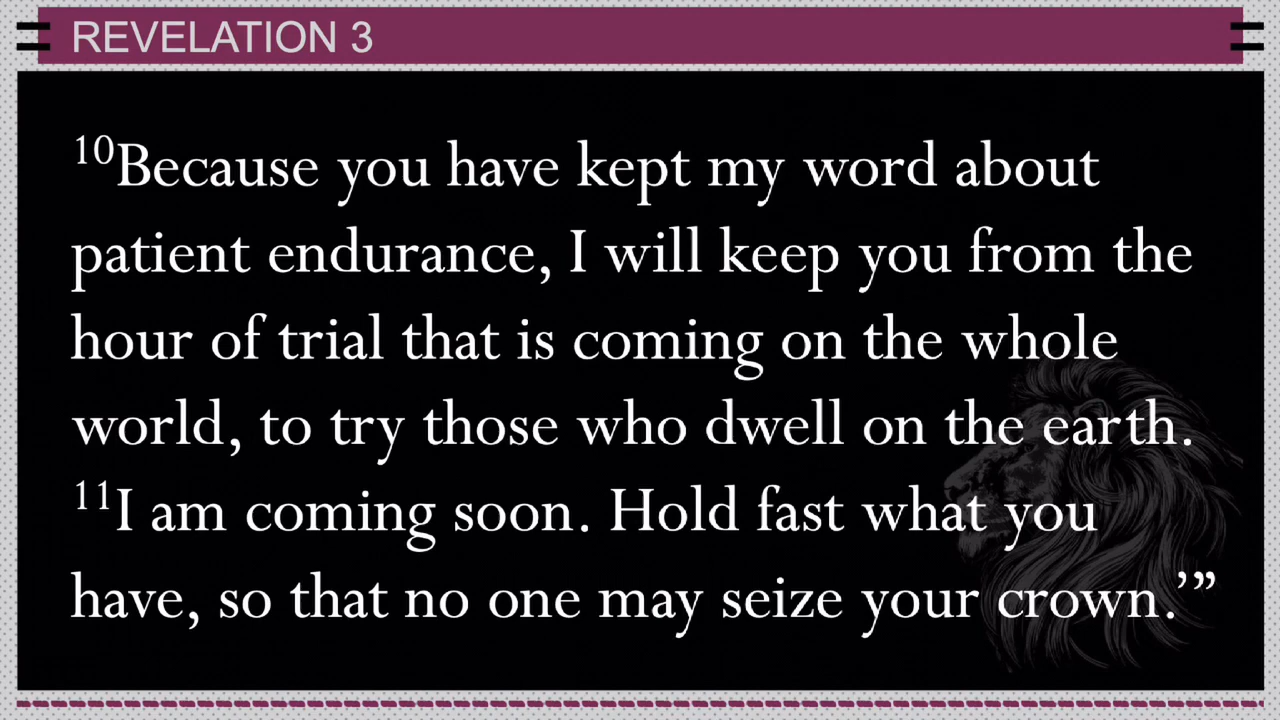 REVELATION 3
¹⁰Because you have kept my word about
patient endurance, I will keep you from the
hour of trial that is coming on the whole
world, to try those who dwell on the earth.
¹¹I am coming soon. Hold fast what you
have, so that no one may seize your crown.’”